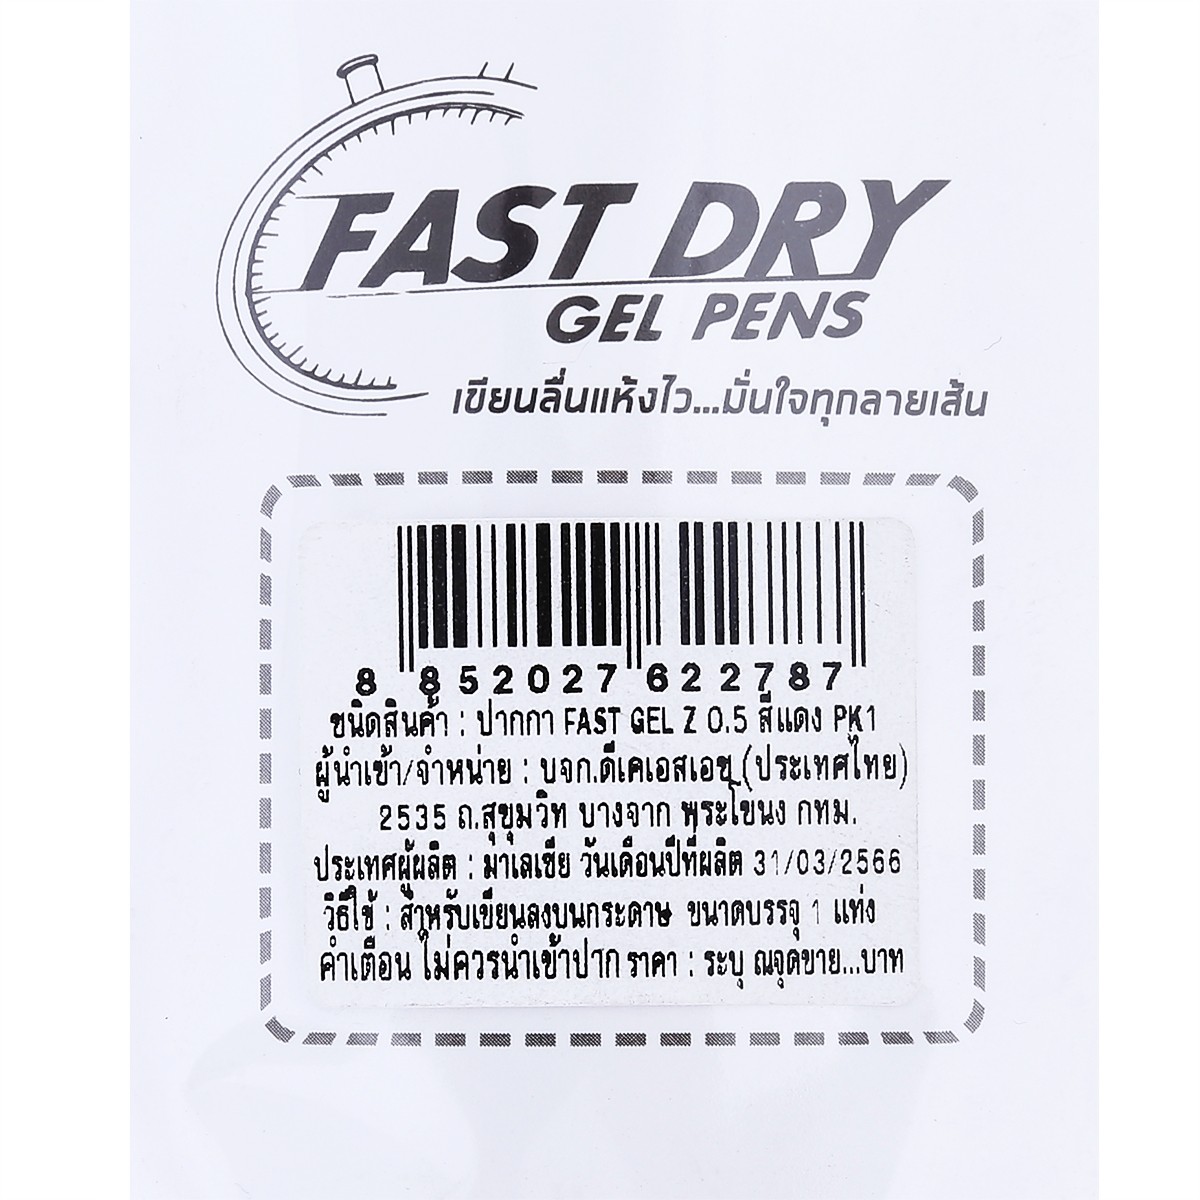 FAST DRY
GEL PENS
เขียนลื่นแห้งไว...มั่นใจทุกลายเส้น
8 852027 622787
ชนิดสินค้า : ปากกา FAST GEL Z 0.5 สีแดง PK1
ผู้นำเข้า/จำหน่าย : บจก.ดีเคเอสเอช (ประเทศไทย)
2535 ถ.สุขุมวิท บางจาก พระโขนง กทม.
ประเทศผู้ผลิต : มาเลเซีย วันเดือนปีที่ผลิต 31/03/2566
วิธีใช้ : สำหรับเขียนลงบนกระดาษ ขนาดบรรจุ 1 แท่ง
คำเตือน ไม่ควรนำเข้าปาก ราคา : ระบุ ณจุดขาย...บาท